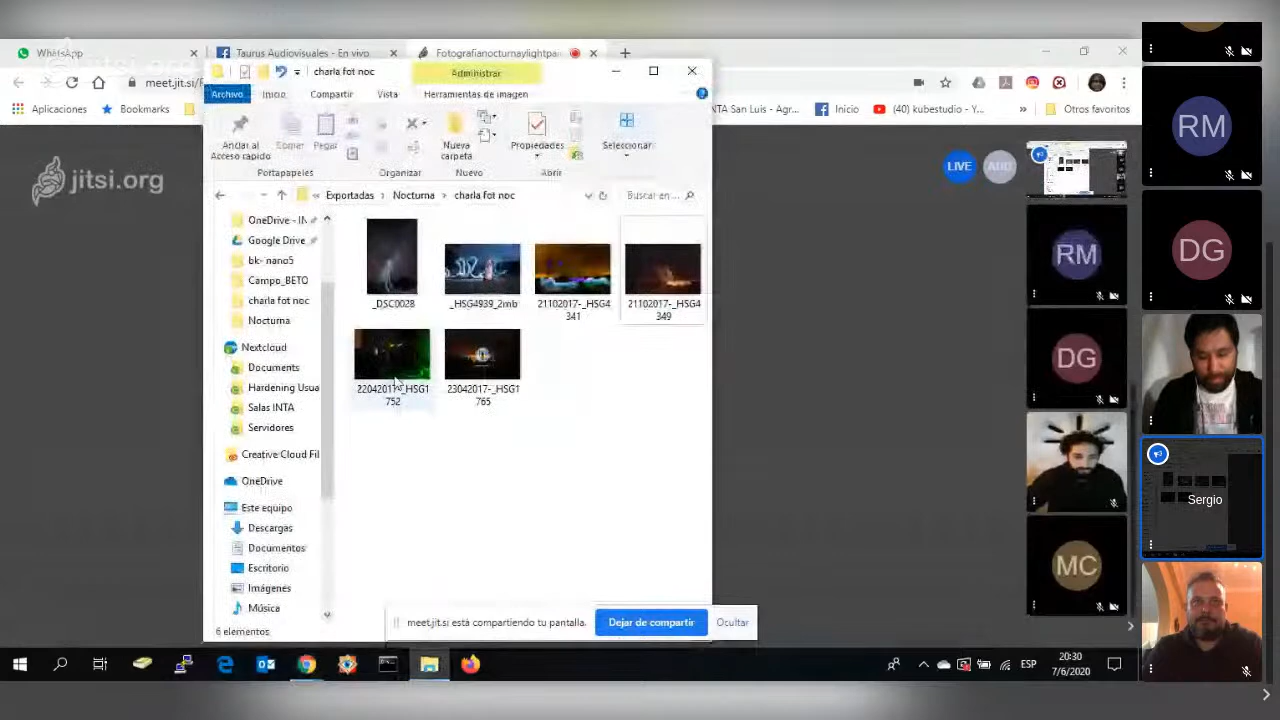 WhatsApp
Taurus Audiovisuales - En vivo
Fotografianocturnaylightpa
jitsi.org
charla fot noc
Administrar
meet.jit.si/
Archivo
Inicio
Compartir
Vista
Herramientas de imagen
Aplicaciones
Bookmarks
NTA San Luis - Agr...
Inicio
(40) kubestudio - Y...
»
Otros favoritos
Anclar al
Acceso rápido
Copiar
Pegar
Nueva
carpeta
Propiedades
Seleccionar
Portapapeles
Organizar
Nuevo
Abrir
jitsi.org
LIVE
« Exportadas > Nocturna > charla fot noc
Buscar en ...
OneDrive - IN
Google Drive
bk- nano5
Campo_BETO
charla fot noc
Nocturna
Nextcloud
Documents
Hardening Usua
Salas INTA
Servidores
Creative Cloud Fil
OneDrive
Este equipo
Descargas
Documentos
Escritorio
Imágenes
Música
_DSC0028
_HSG4939_2mb
21102017-_HSG4
341
21102017-_HSG4
349
22042017-_HSG1
752
23042017-_HSG1
765
6 elementos
meet.jit.si está compartiendo tu pantalla.
Dejar de compartir
Ocultar
RM
DG
MC
RM
DG
Sergio
ESP
20:30
7/6/2020